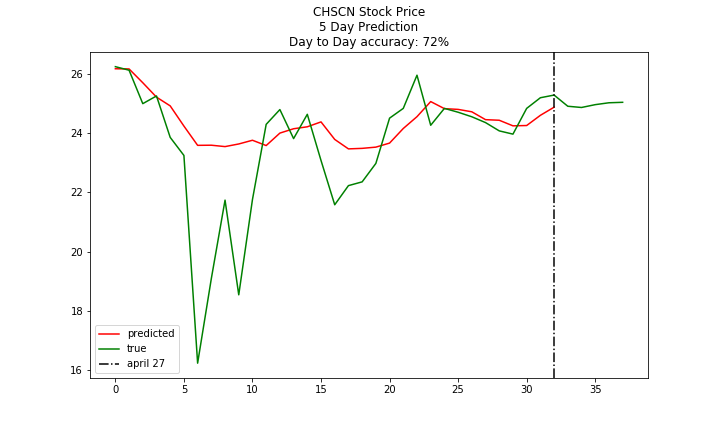 CHSCN Stock Price
5 Day Prediction
Day to Day accuracy: 72%
26
24
22
20
18
16
predicted
true
april 27
0 5 10 15 20 25 30 35